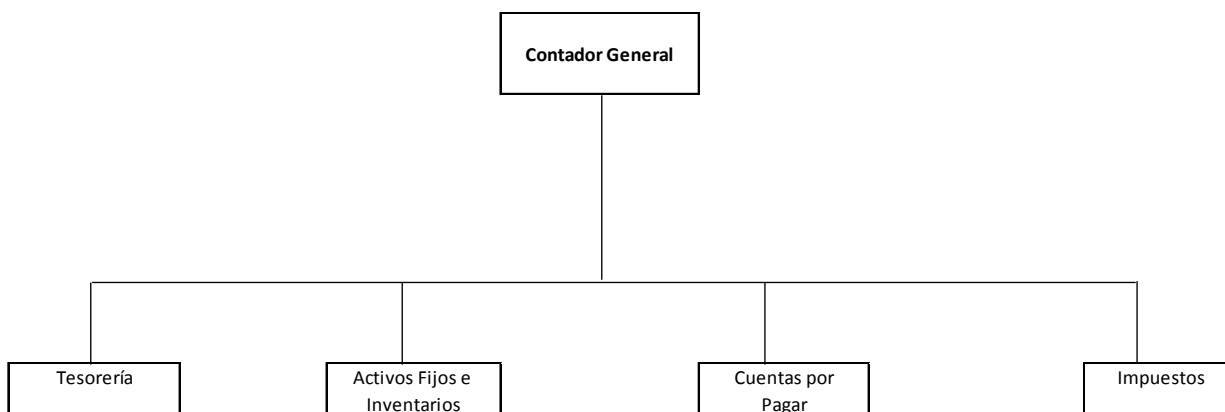 Contador General
Tesorería
Activos Fijos e
Inventarios
Cuentas por
Pagar
Impuestos